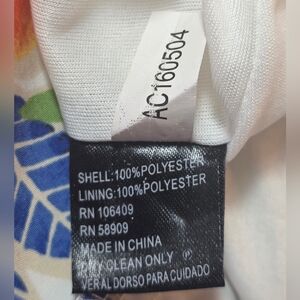 AC160504
SHELL:100%POLYESTER
LINING:100%POLYESTER
RN 106409
RN 58909
MADE IN CHINA
DRY CLEAN ONLY
VER AL DORSO PARA CUIDADO